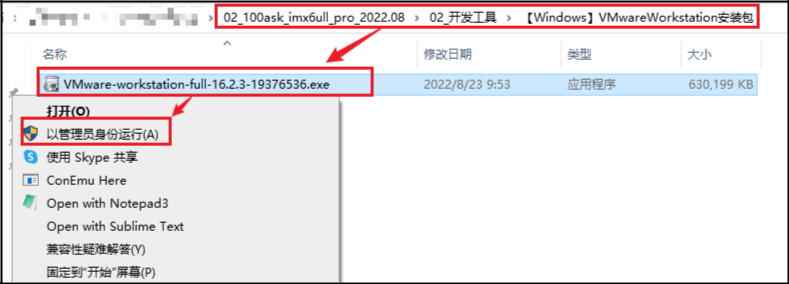 02_100ask_imx6ull_pro_2022.08 › 02_开发工具 › 【Windows】VMwareWorkstation安装包
名称 修改日期 类型 大小
VMware-workstation-full-16.2.3-19376536.exe 2022/8/23 9:53 应用程序 630,199 KB
打开(O)
以管理员身份运行(A)
使用 Skype 共享
ConEmu Here
Open with Notepad3
Open with Sublime Text
兼容性疑难解答(Y)
固定到"开始"屏幕(P)